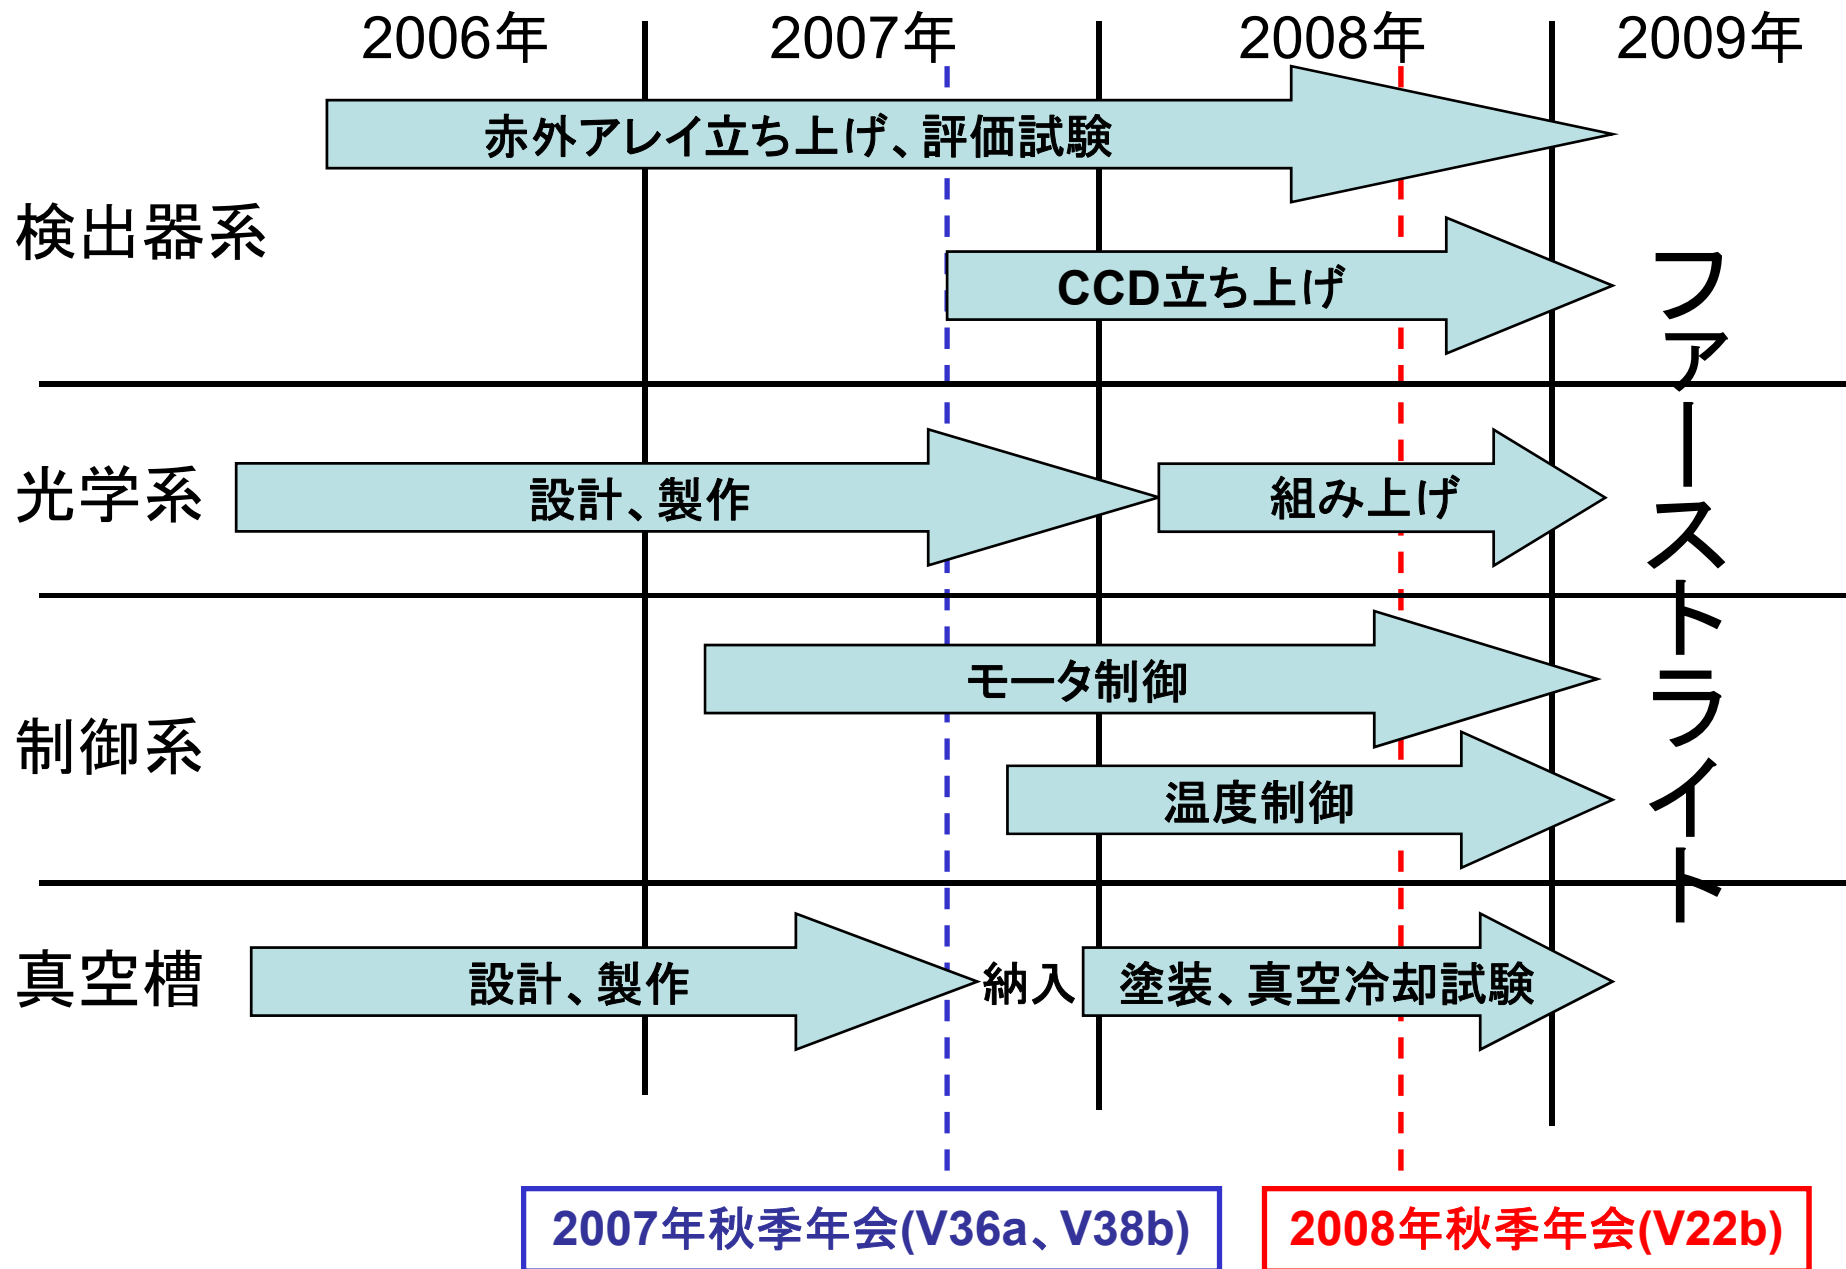 2006年
2007年
2008年
2009年
赤外アレイ立ち上げ、評価試験
検出器系
CCD立ち上げ
光学系
設計、製作
組み上げ
モータ制御
制御系
温度制御
真空槽
設計、製作
納入
塗装、真空冷却試験
ファーストライト
2007年秋季年会(V36a、V38b)
2008年秋季年会(V22b)